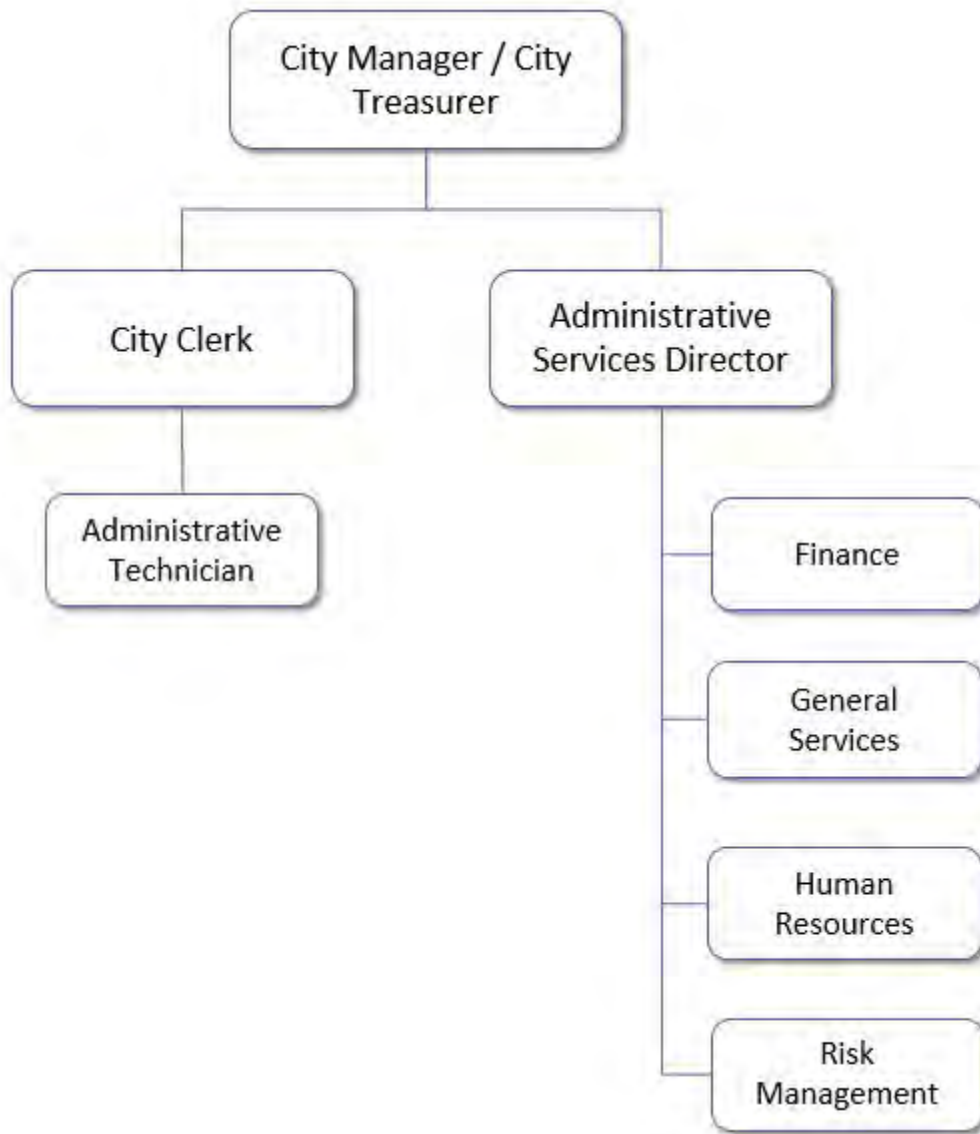 City Manager / City
Treasurer
City Clerk
Administrative
Services Director
Administrative
Technician
Finance
General
Services
Human
Resources
Risk
Management